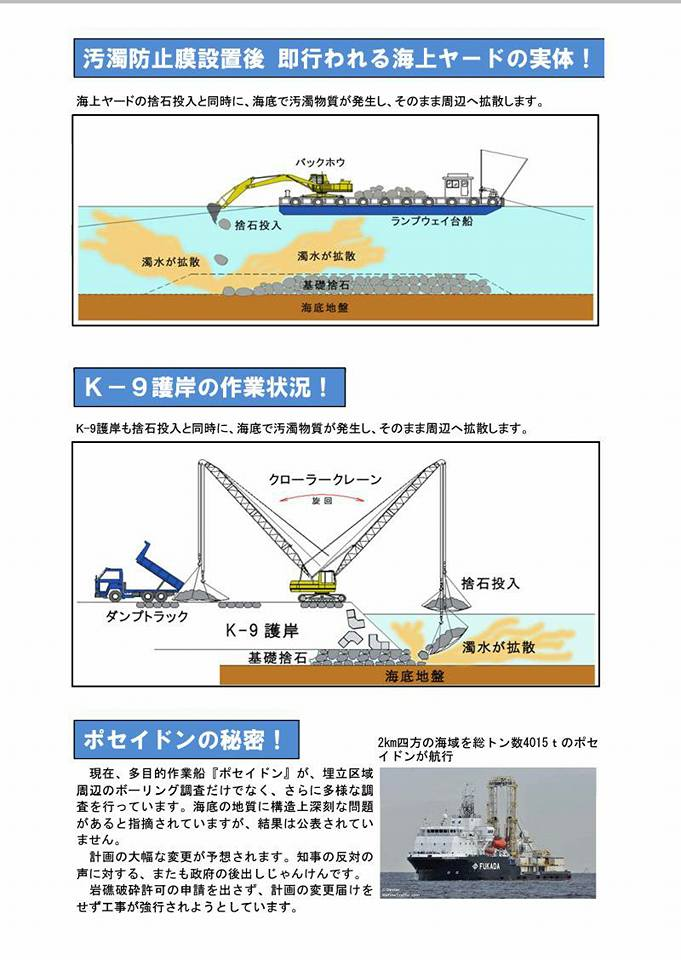 汚濁防止膜設置後 即行われる海上ヤードの実体！
海上ヤードの捨石投入と同時に、海底で汚濁物質が発生し、そのまま周辺へ拡散します。
バックホウ
捨石投入
ランプウェイ台船
濁水が拡散
濁水が拡散
基礎捨石
海底地盤
K－9護岸の作業状況！
K-9護岸も捨石投入と同時に、海底で汚濁物質が発生し、そのまま周辺へ拡散します。
クローラークレーン
旋回
捨石投入
ダンプトラック
K-9 護岸
濁水が拡散
基礎捨石
海底地盤
ポセイドンの秘密！
現在、多目的作業船『ポセイドン』が、埋立区域
周辺のボーリング調査だけでなく、さらに多様な調
査を行っています。海底の地質に構造上深刻な問題
があると指摘されていますが、結果は公表されてい
ません。
計画の大幅な変更が予想されます。知事の反対の
声に対する、またも政府の後出しじゃんけんです。
岩礁破砕許可の申請を出さず、計画の変更届けを
せず工事が強行されようとしています。
2km四方の海域を総トン数4015ｔのポセ
イドンが航行
FUKADA
MarineTraffic.com